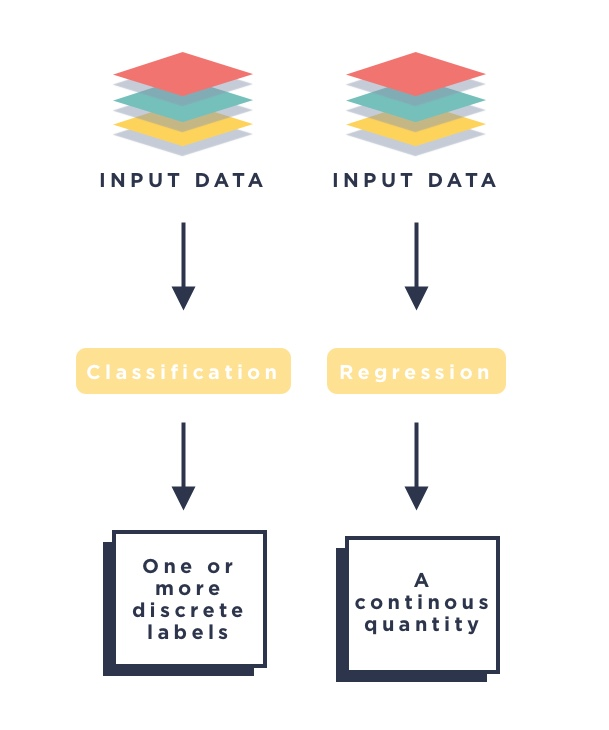 INPUT DATA
INPUT DATA
Classification
Regression
One or
more
discrete
labels
A
continous
quantity